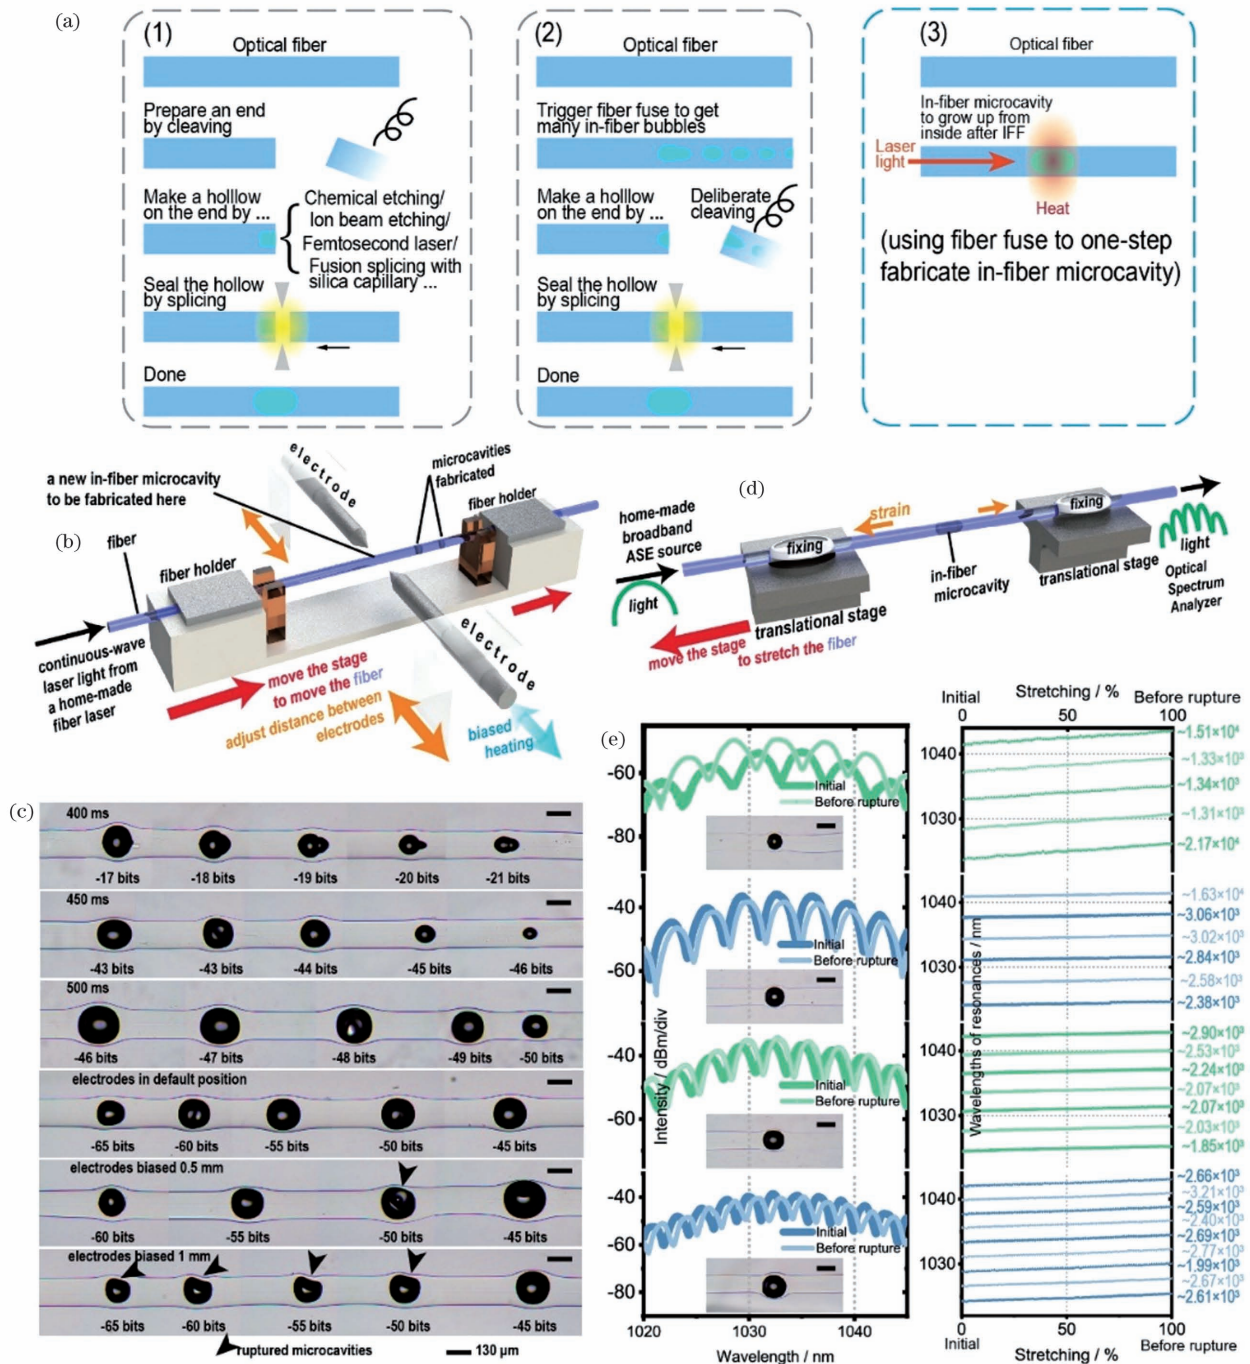 (a)
(1)
Optical fiber
Prepare an end
by cleaving
Make a holllow
on the end by ...
Chemical etching/
Ion beam etching/
Femtosecond laser/
Fusion splicing with
silica capillary ...
Seal the hollow
by splicing
Done
(2)
Optical fiber
Trigger fiber fuse to get
many in-fiber bubbles
Make a holllow
on the end by ...
Deliberate
cleaving
Seal the hollow
by splicing
Done
(3)
Optical fiber
In-fiber microcavity
to grow up from
inside after IFF
Laser
light
Heat
(using fiber fuse to one-step
fabricate in-fiber microcavity)
(b)
a new in-fiber microcavity
to be fabricated here
electrode
microcavities
fabricated
fiber holder
fiber
fiber holder
continuous-wave
laser light from
a home-made
fiber laser
move the stage
to move the fiber
adjust distance between
electrodes
electrode
biased
heating
(d)
home-made
broadband
ASE source
light
strain
fixing
fixing
in-fiber
microcavity
translational stage
translational stage
light
Optical
Spectrum
Analyzer
move the stage
to stretch the fiber
(c)
400 ms
-17 bits -18 bits -19 bits -20 bits -21 bits
450 ms
-43 bits -43 bits -44 bits -45 bits -46 bits
500 ms
-46 bits -47 bits -48 bits -49 bits -50 bits
electrodes in default position
-65 bits -60 bits -55 bits -50 bits -45 bits
electrodes biased 0.5 mm
-60 bits -55 bits -50 bits -45 bits
electrodes biased 1 mm
-65 bits -60 bits -55 bits -50 bits -45 bits
ruptured microcavities
130 μm
(e)
-60
-80
Initial
Before rupture
-40
-60
Initial
Before rupture
-40
-60
Initial
Before rupture
-40
-60
-80
Initial
Before rupture
Intensity / dBm/div
1020 1030 1040
Wavelength / nm
Initial Stretching / % Before rupture
0 50 100
1040
1030
1040
1030
1040
1030
1040
1030
Wavelengths of resonances / nm
~1.51×10⁴
~1.33×10³
~1.34×10³
~1.31×10³
~2.17×10⁴
~1.63×10⁴
~3.06×10³
~3.02×10³
~2.84×10³
~2.58×10³
~2.38×10³
~2.90×10³
~2.53×10³
~2.24×10³
~2.07×10³
~2.07×10³
~2.03×10³
~1.85×10³
~2.66×10³
~3.21×10³
~2.59×10³
~2.40×10³
~2.69×10³
~2.77×10³
~1.99×10³
~2.67×10³
~2.61×10³
0 50 100
Initial Before rupture
Stretching / %